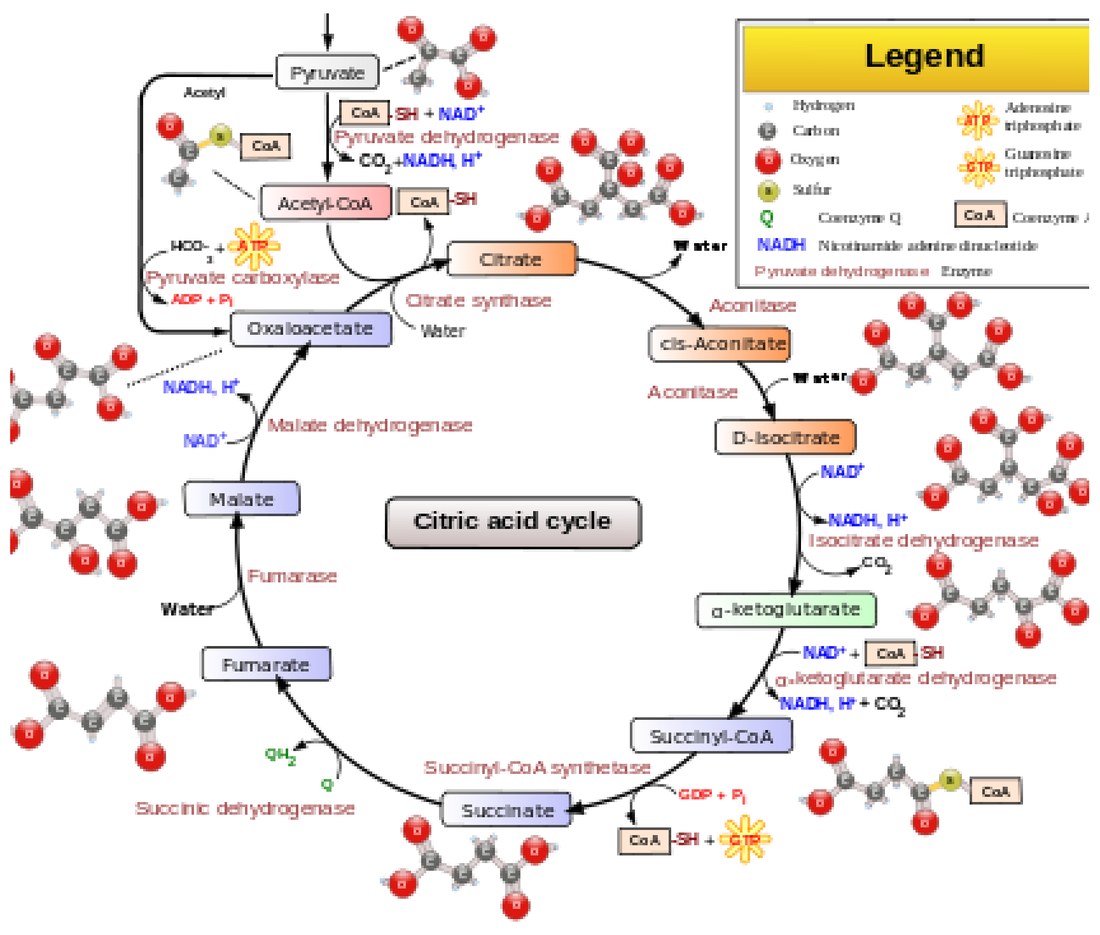 Pyruvate
Acetyl
CoA-SH + NAD⁺
Pyruvate dehydrogenase
CO₂+NADH, H⁺
CoA
Acetyl-CoA
CoA-SH
HCO₃⁻ + ATP
Pyruvate carboxylase
ADP + Pi
Citrate
Water
Citrate synthase
Water
Oxaloacetate
Aconitase
cis-Aconitate
Water
Aconitase
D-Isocitrate
NAD⁺
NADH, H⁺
Isocitrate dehydrogenase
CO₂
α-ketoglutarate
NAD⁺ + CoA-SH
α-ketoglutarate dehydrogenase
NADH, H⁺ + CO₂
Succinyl-CoA
CoA
Succinyl-CoA synthetase
GDP + Pi
CoA-SH + GTP
Succinate
Succinic dehydrogenase
Q
QH₂
Fumarate
Water
Fumarase
Malate
NAD⁺
NADH, H⁺
Malate dehydrogenase
Citric acid cycle
Legend
Hydrogen
Carbon
Oxygen
Sulfur
Q Coenzyme Q
NADH Nicotinamide adenine dinucleotide
Pyruvate dehydrogenase Enzyme
ATP Adenosine
triphosphate
GTP Guanosine
triphosphate
CoA Coenzyme